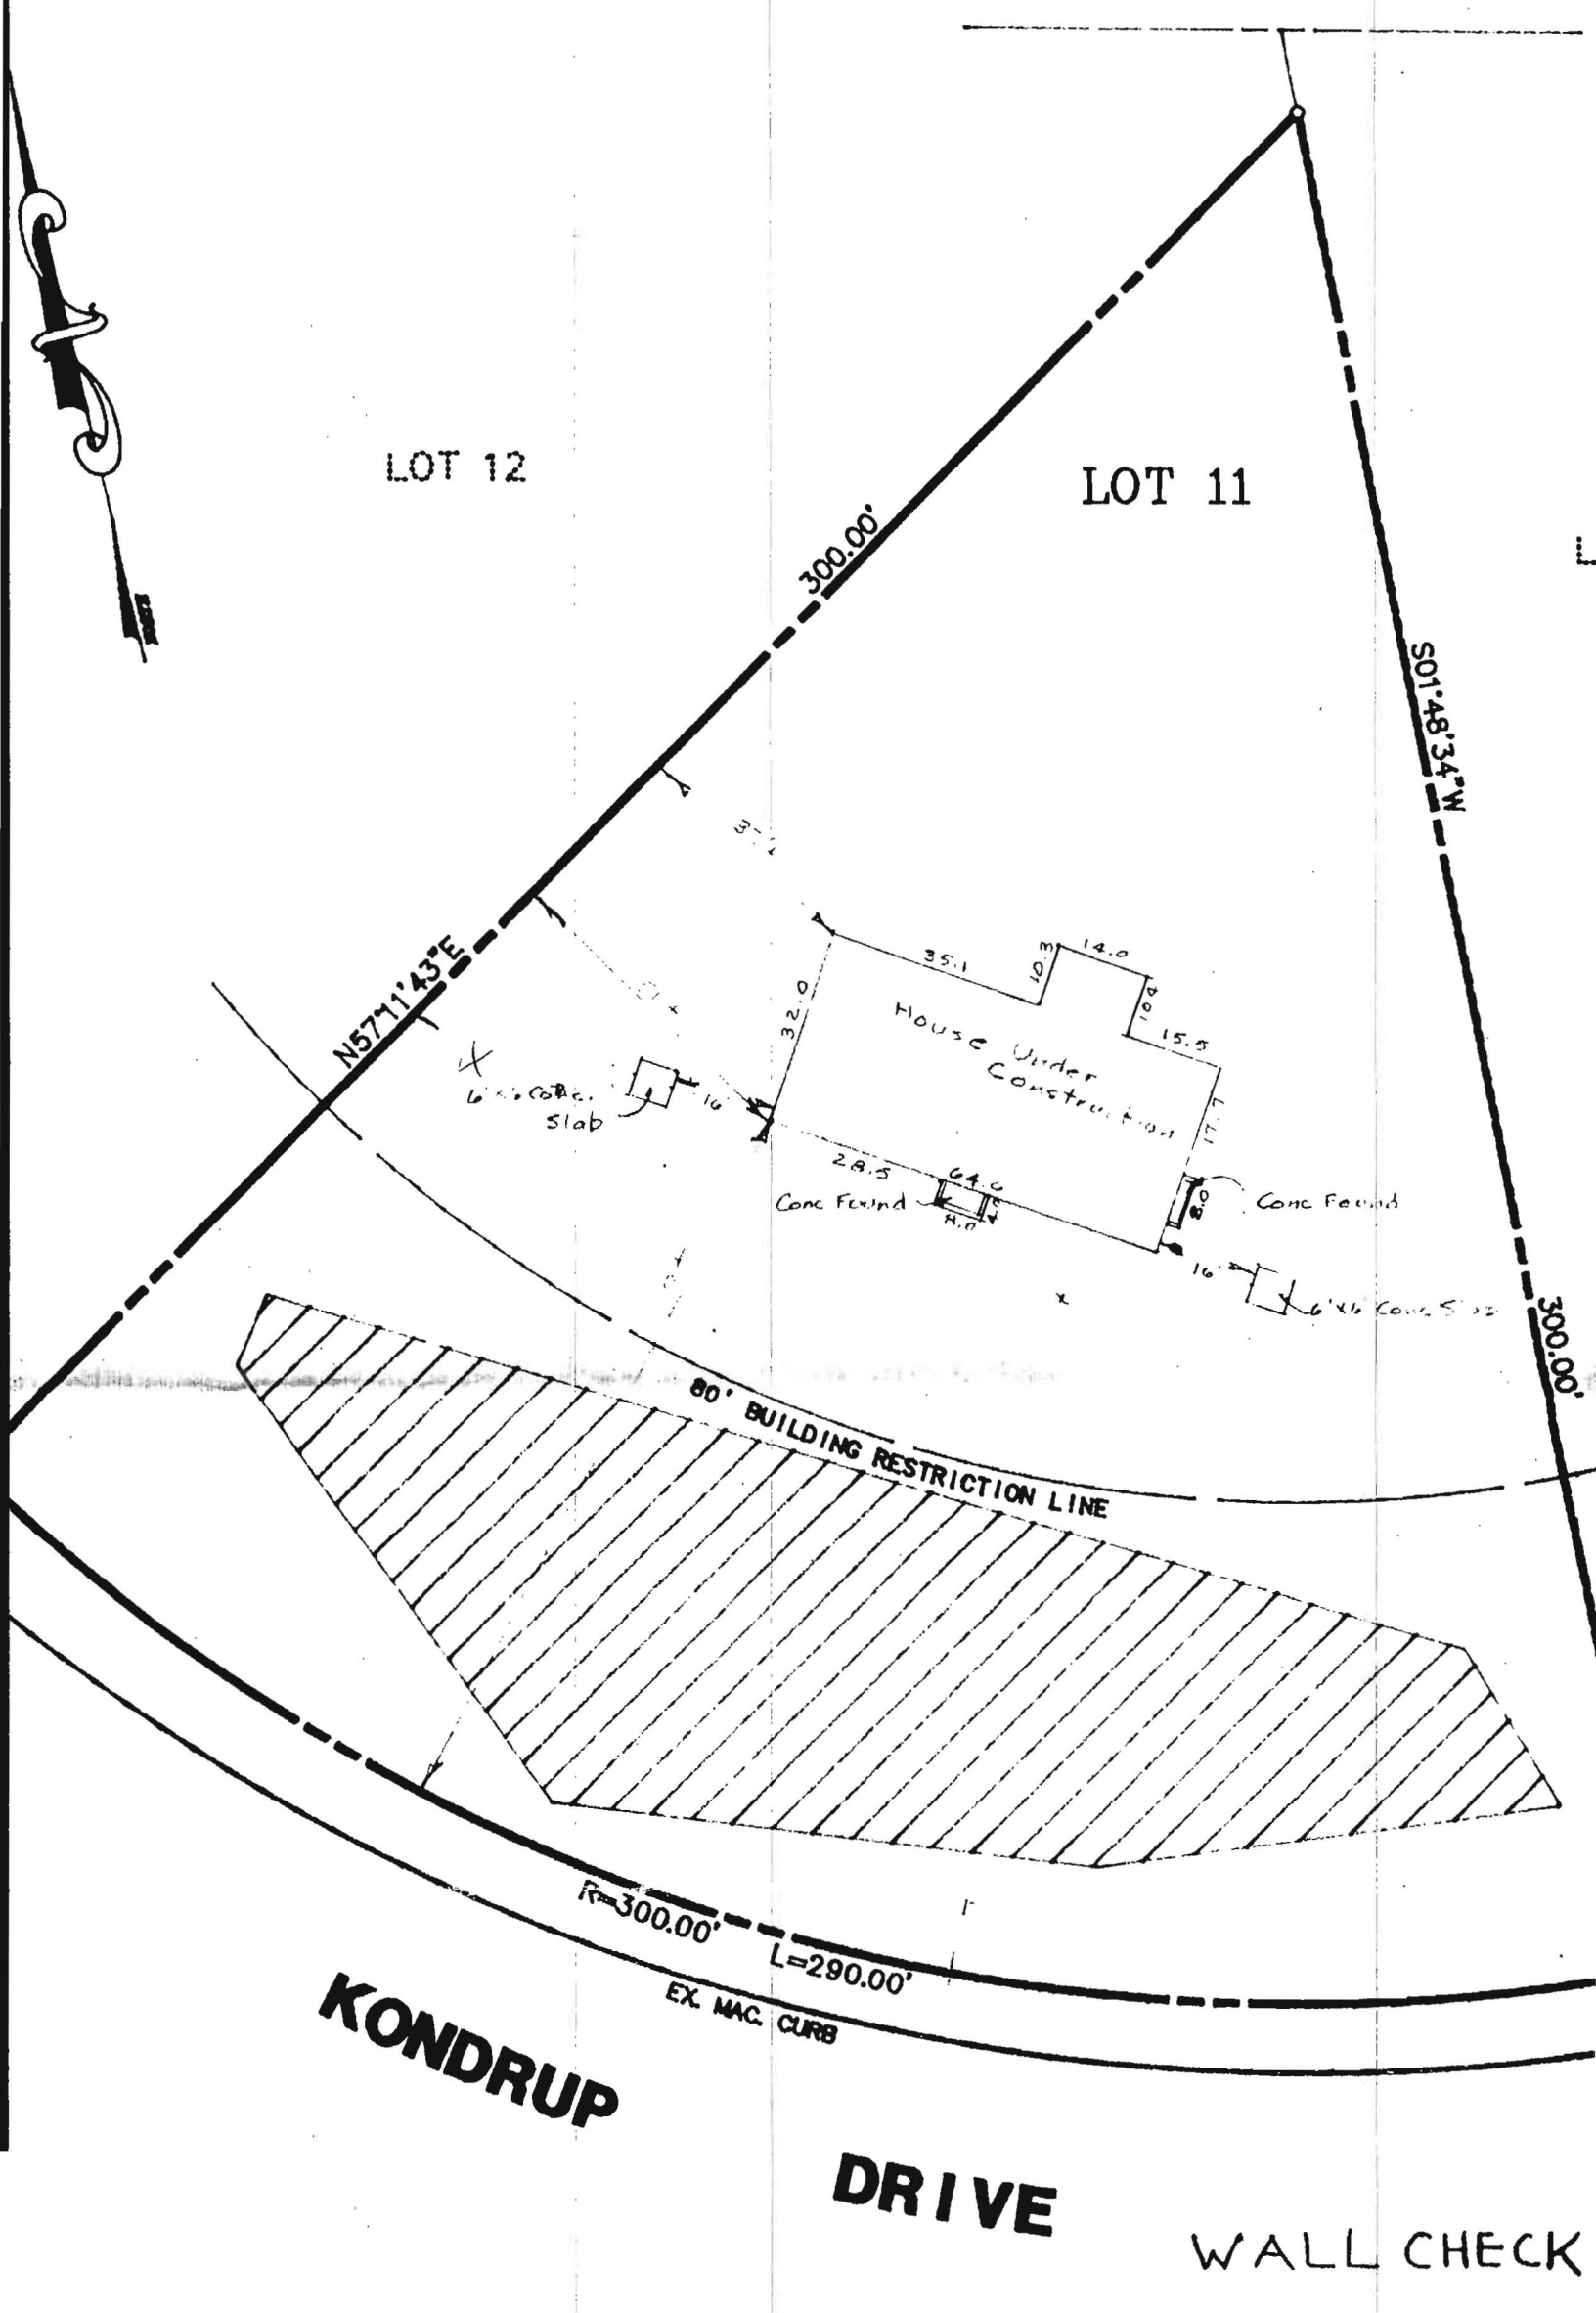 LOT 12
LOT 11
300.00'
S01°48'34"W
N57°11'43"E
35.1
10.3
14.0
10.4
15.5
32.0
House Under
Construction
17.7
16'
Slab
28.5
64.6
Conc Found
8.0
Conc Found
8.0
16'
6'x6' Conc Slab
300.00'
80' BUILDING RESTRICTION LINE
R=300.00'
L=290.00'
EX. MAC. CURB
KONDRUP
DRIVE
WALL CHECK